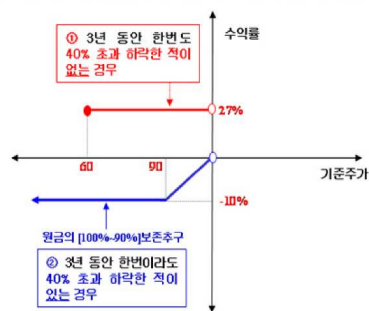 수익률
① 3년 동안 한번도
40% 초과 하락한 적이
없는 경우
27%
60
90
기준주가
-10%
원금의 [100%~90%]보존추구
② 3년 동안 한번이라도
40% 초과 하락한 적이
있는 경우